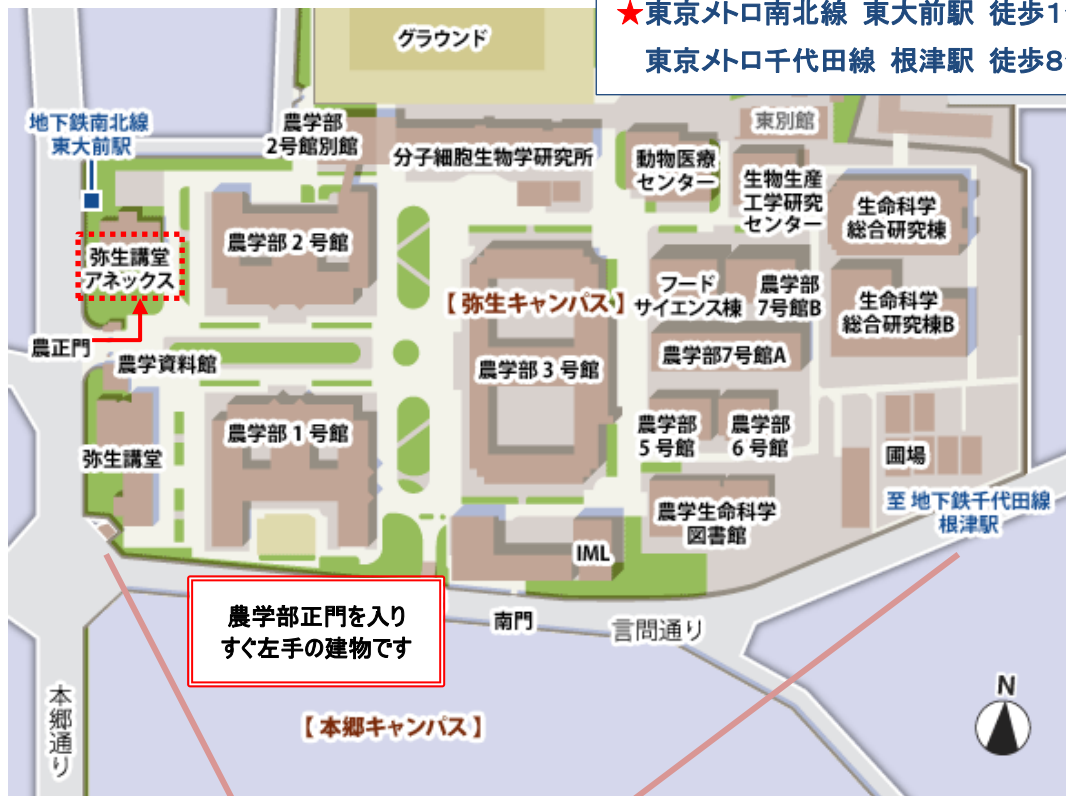 ★東京メトロ南北線 東大前駅 徒歩1
東京メトロ千代田線 根津駅 徒歩8
グラウンド
地下鉄南北線
東大前駅
農学部
2号館別館
分子細胞生物学研究所
動物医療
センター
東別館
生物生産
工学研究
センター
生命科学
総合研究棟
農学部2号館
弥生講堂
アネックス
【弥生キャンパス】
フード
サイエンス棟
農学部
7号館B
生命科学
総合研究棟B
農正門
農学資料館
農学部3号館
農学部7号館A
農学部1号館
弥生講堂
農学部
5号館
農学部
6号館
圃場
至 地下鉄千代田線
根津駅
農学生命科学
図書館
IML
農学部正門を入り
すぐ左手の建物です
南門
言問通り
本郷通り
【本郷キャンパス】
N